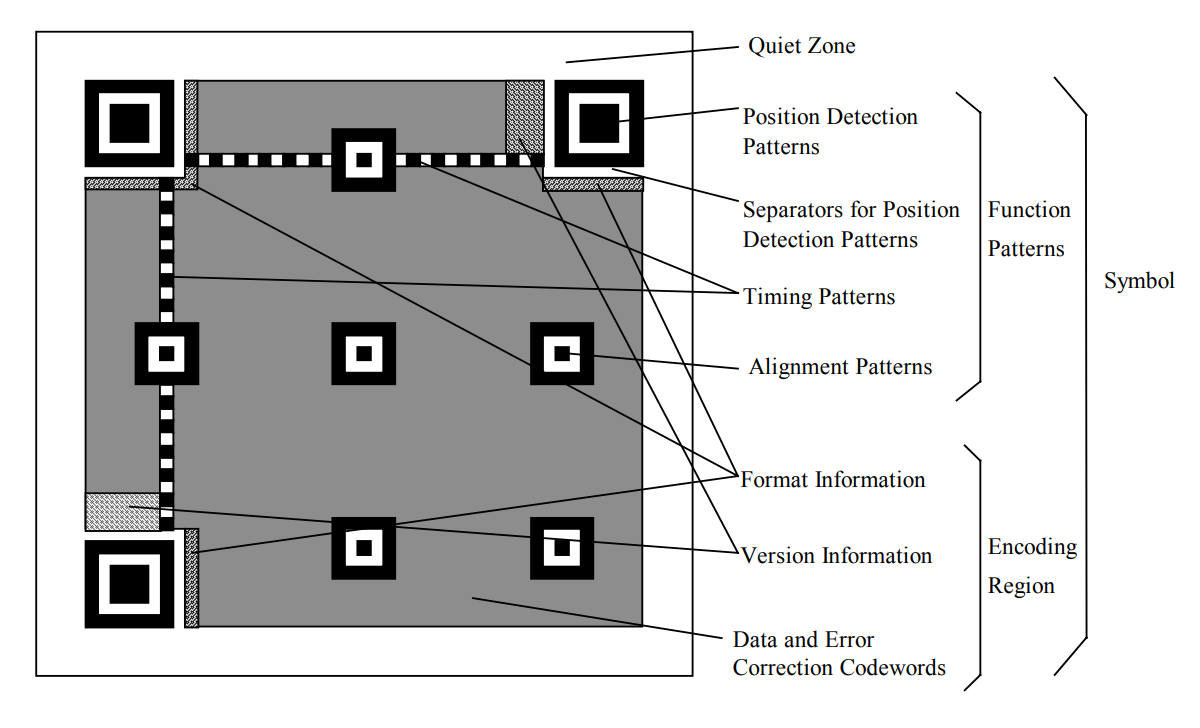 Quiet Zone
Position Detection
Patterns
Separators for Position
Detection Patterns
Function
Patterns
Symbol
Timing Patterns
Alignment Patterns
Format Information
Version Information
Encoding
Region
Data and Error
Correction Codewords